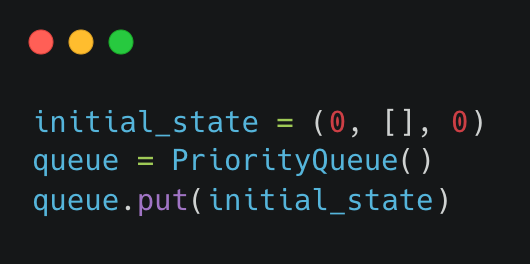 initial_state = (0, [], 0)
queue = PriorityQueue()
queue.put(initial_state)